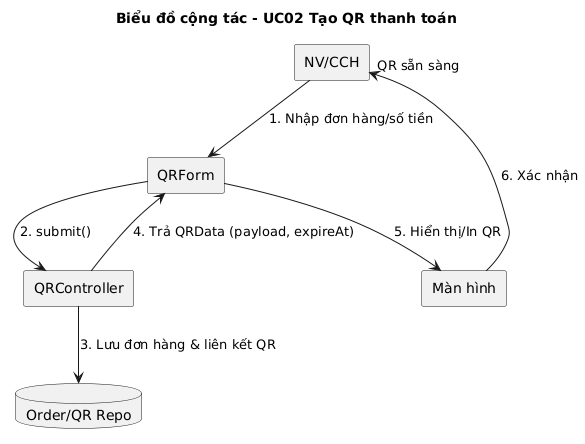 Biểu đồ cộng tác - UC02 Tạo QR thanh toán
NV/CCH
QR sẵn sàng
1. Nhập đơn hàng/số tiền
QRForm
6. Xác nhận
2. submit()
4. Trả QRData (payload, expireAt)
5. Hiển thị/In QR
QRController
Màn hình
3. Lưu đơn hàng & liên kết QR
Order/QR Repo